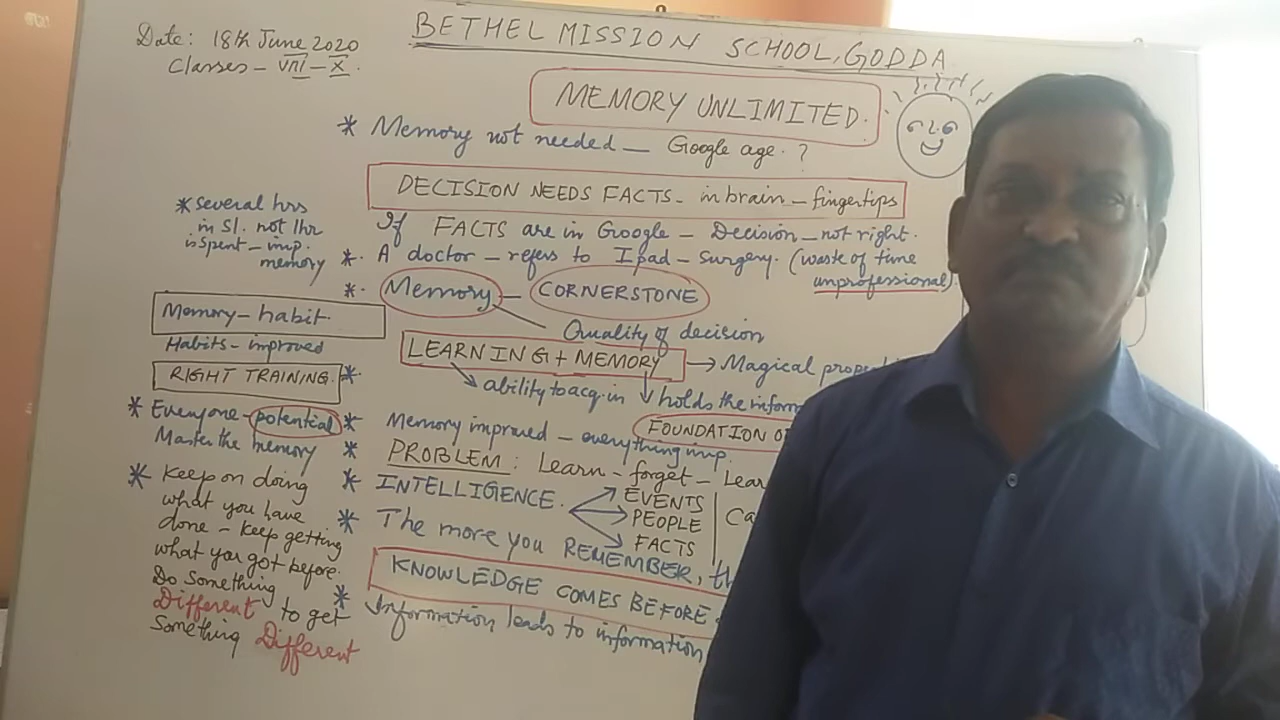 Date: 18th June 2020
Classes - VIII - X.
BETHEL MISSION SCHOOL, GODDA
MEMORY UNLIMITED.
* Memory not needed — Google age. ?
DECISION NEEDS FACTS - in brain - fingertips
If FACTS are in Google - Decision - not right.
* A doctor - refers to Ipad - surgery. (waste of time
unprofessional).
* Memory - CORNERSTONE
Quality of decision
LEARNING + MEMORY → Magical
ability to acq. in
holds the inform
FOUNDATION
* Memory improved - everything imp.
* PROBLEM: Learn - forget - Lear
* INTELLIGENCE.
EVENTS
PEOPLE
FACTS
* The more you REMEMBER,
KNOWLEDGE COMES BEFORE
* Information leads to information
* several hrs
in Sl. not 1hr
is spent - imp.
memory
Memory - habit.
Habits - improved
RIGHT TRAINING. *
* Everyone - potential
Master the memory
* Keep on doing
what you have
done - keep getting
what you got before.
Do Something
Different to get
Something Different